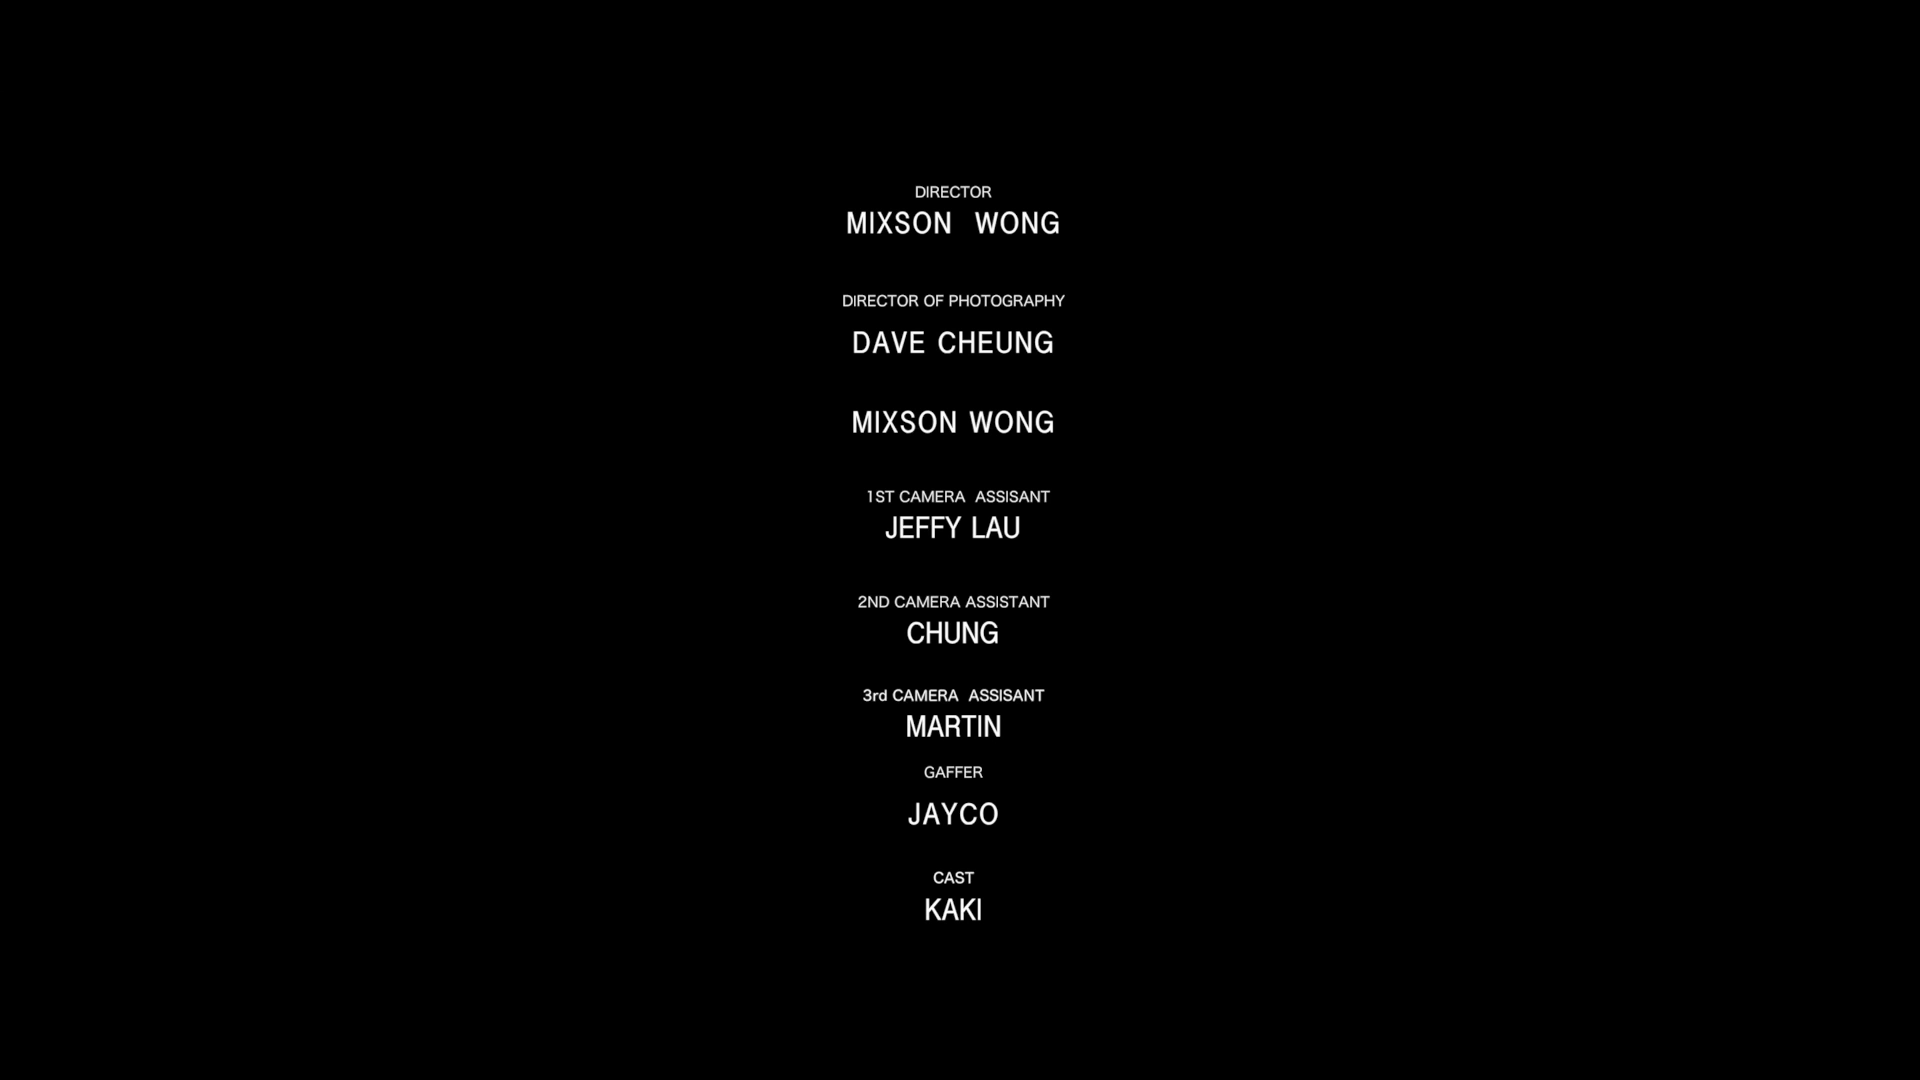 DIRECTOR
MIXSON  WONG
DIRECTOR OF PHOTOGRAPHY
DAVE CHEUNG
MIXSON WONG
1ST CAMERA  ASSISANT
JEFFY LAU
2ND CAMERA ASSISTANT
CHUNG
3rd CAMERA  ASSISANT
MARTIN
GAFFER
JAYCO
CAST
KAKI